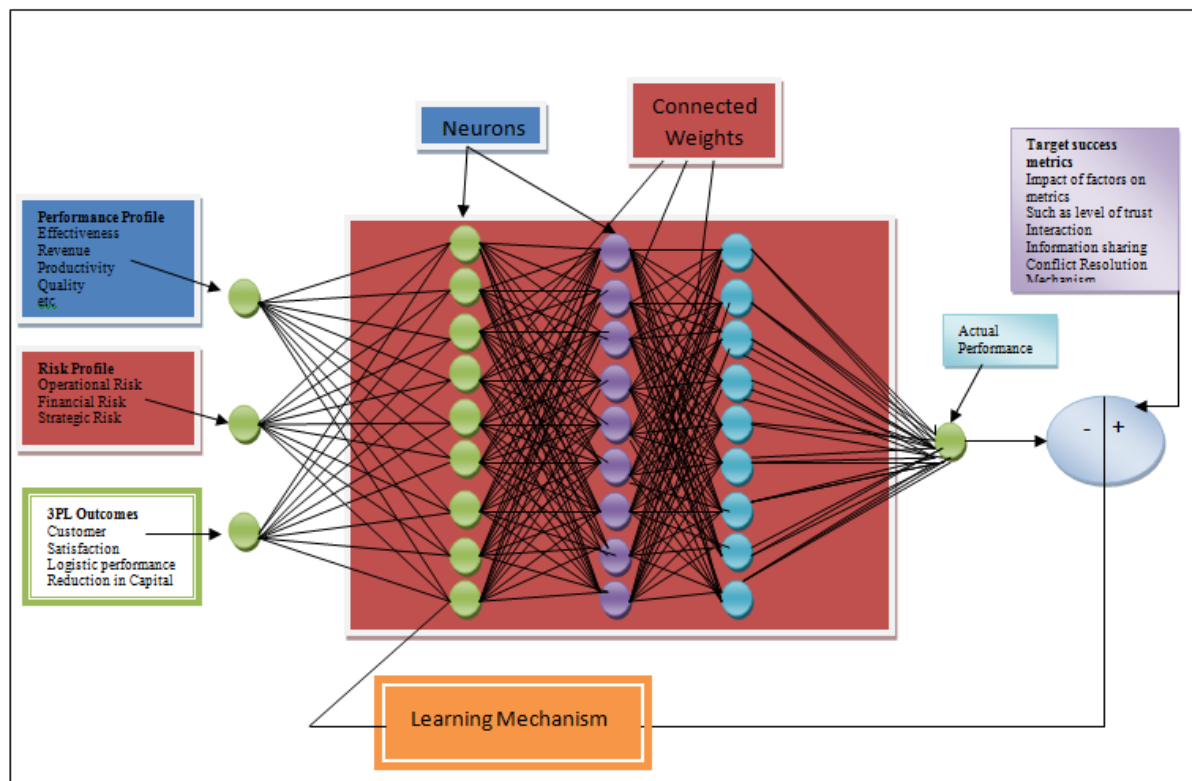 Neurons
Connected
Weights
Target success
metrics
Impact of factors on
metrics
Such as level of trust
Interaction
Information sharing
Conflict Resolution
Mechanism
Performance Profile
Effectiveness
Revenue
Productivity
Quality
etc
Actual
Performance
Risk Profile
Operational Risk
Financial Risk
Strategic Risk
- +
3PL Outcomes
Customer
Satisfaction
Logistic performance
Reduction in Capital
Learning Mechanism